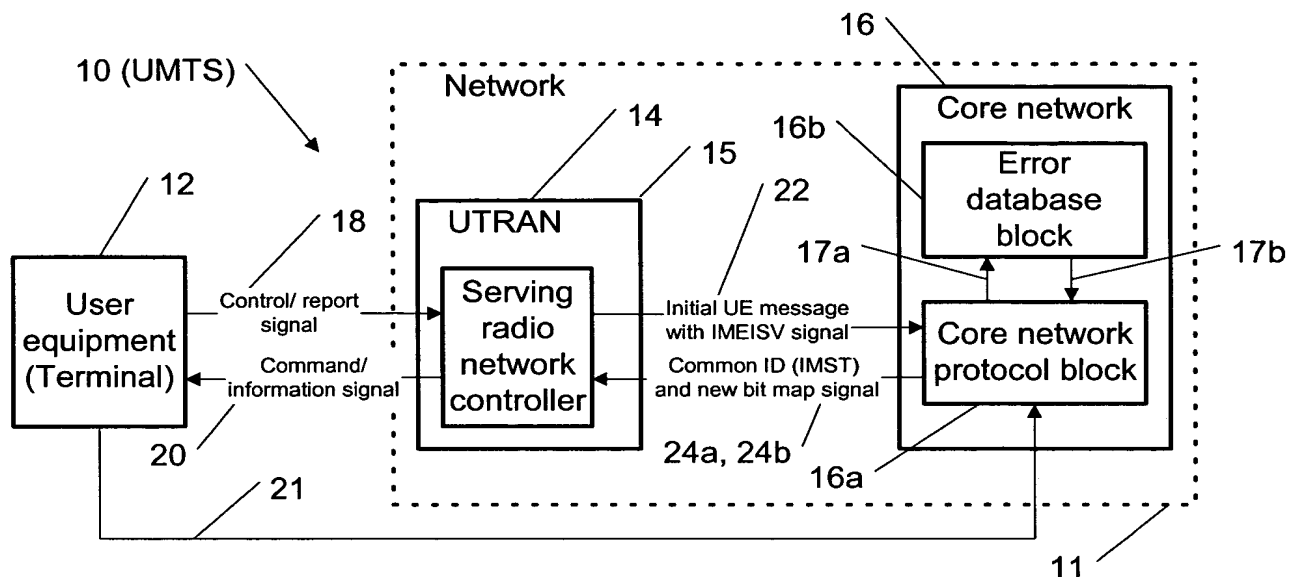 16
10 (UMTS)
Network
Core network
14
16b
15
Error
database
block
12
22
18
UTRAN
17a
17b
User
equipment
(Terminal)
Control/ report
signal
Serving
radio
network
controller
Initial UE message
with IMEISV signal
Core network
protocol block
Command/
information signal
Common ID (IMST)
and new bit map signal
20
24a, 24b
16a
21
11